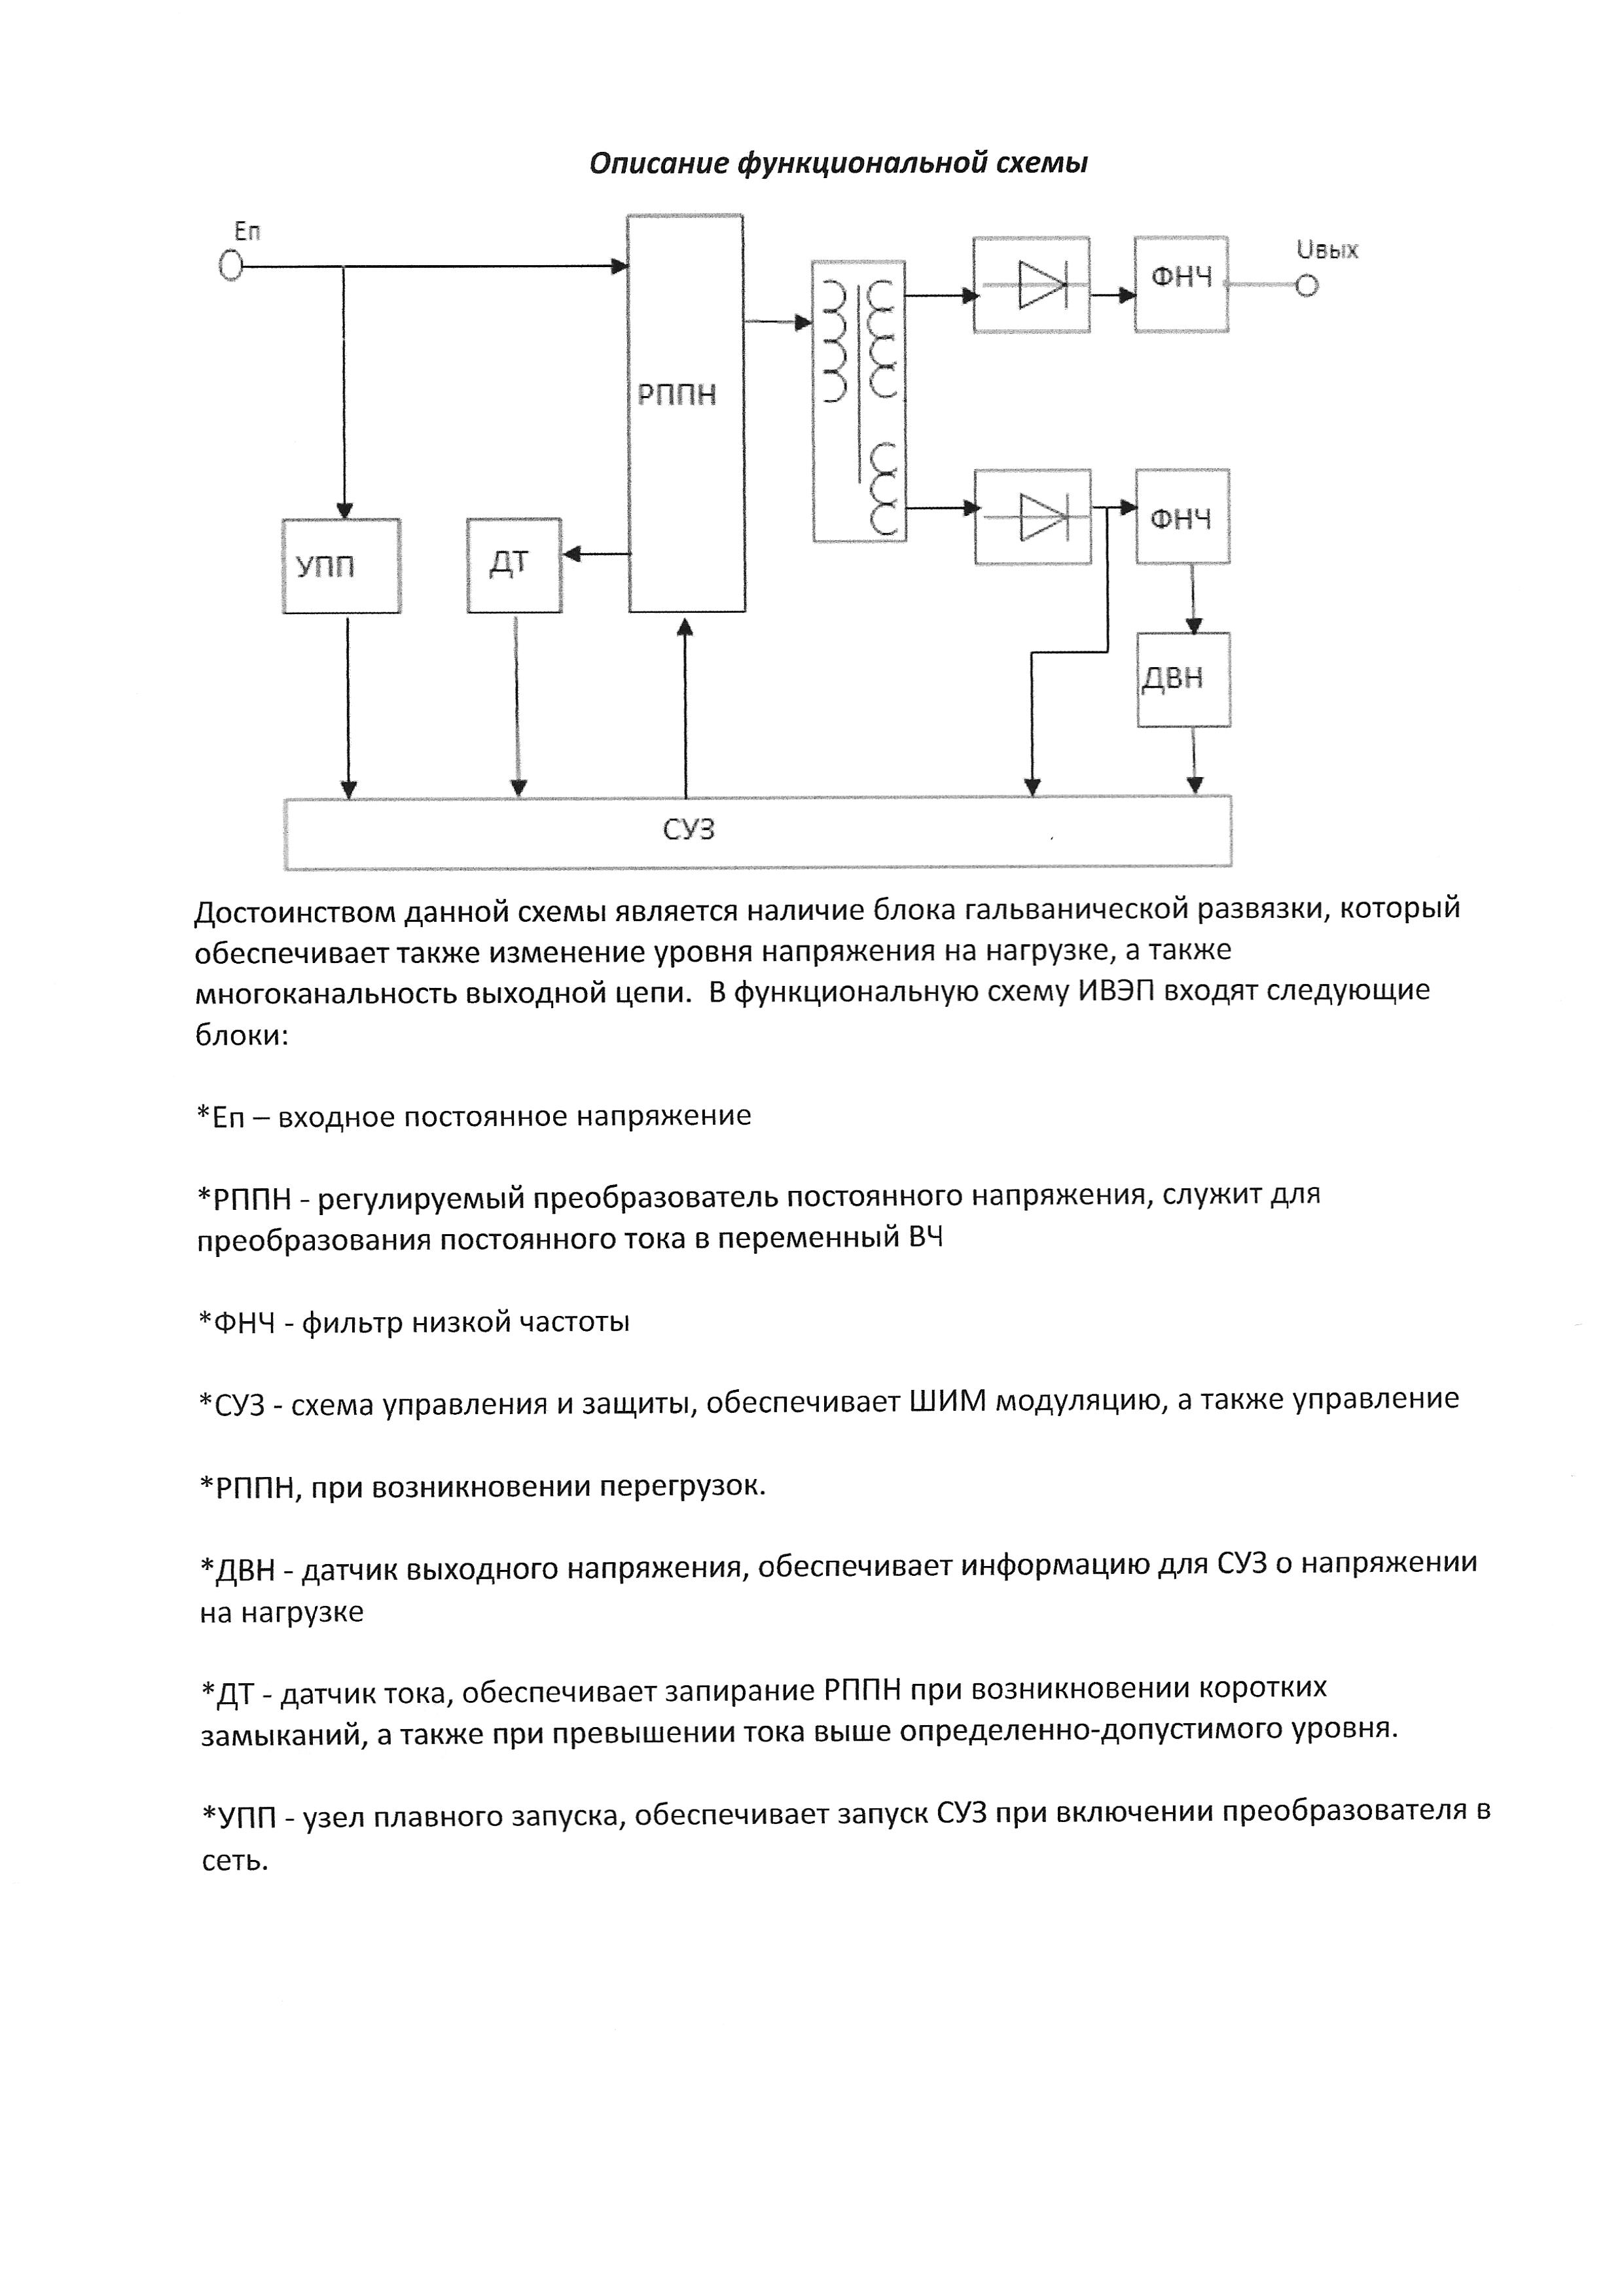 Описание функциональной схемы
Еп
Uвых
ФНЧ
РППН
УПП
ДТ
ФНЧ
ДВН
СУЗ
Достоинством данной схемы является наличие блока гальванической развязки, который
обеспечивает также изменение уровня напряжения на нагрузке, а также
многоканальность выходной цепи.  В функциональную схему ИВЭП входят следующие
блоки:
*Еп – входное постоянное напряжение
*РППН - регулируемый преобразователь постоянного напряжения, служит для
преобразования постоянного тока в переменный ВЧ
*ФНЧ - фильтр низкой частоты
*СУЗ - схема управления и защиты, обеспечивает ШИМ модуляцию, а также управление
*РППН, при возникновении перегрузок.
*ДВН - датчик выходного напряжения, обеспечивает информацию для СУЗ о напряжении
на нагрузке
*ДТ - датчик тока, обеспечивает запирание РППН при возникновении коротких
замыканий, а также при превышении тока выше определенно-допустимого уровня.
*УПП - узел плавного запуска, обеспечивает запуск СУЗ при включении преобразователя в
сеть.